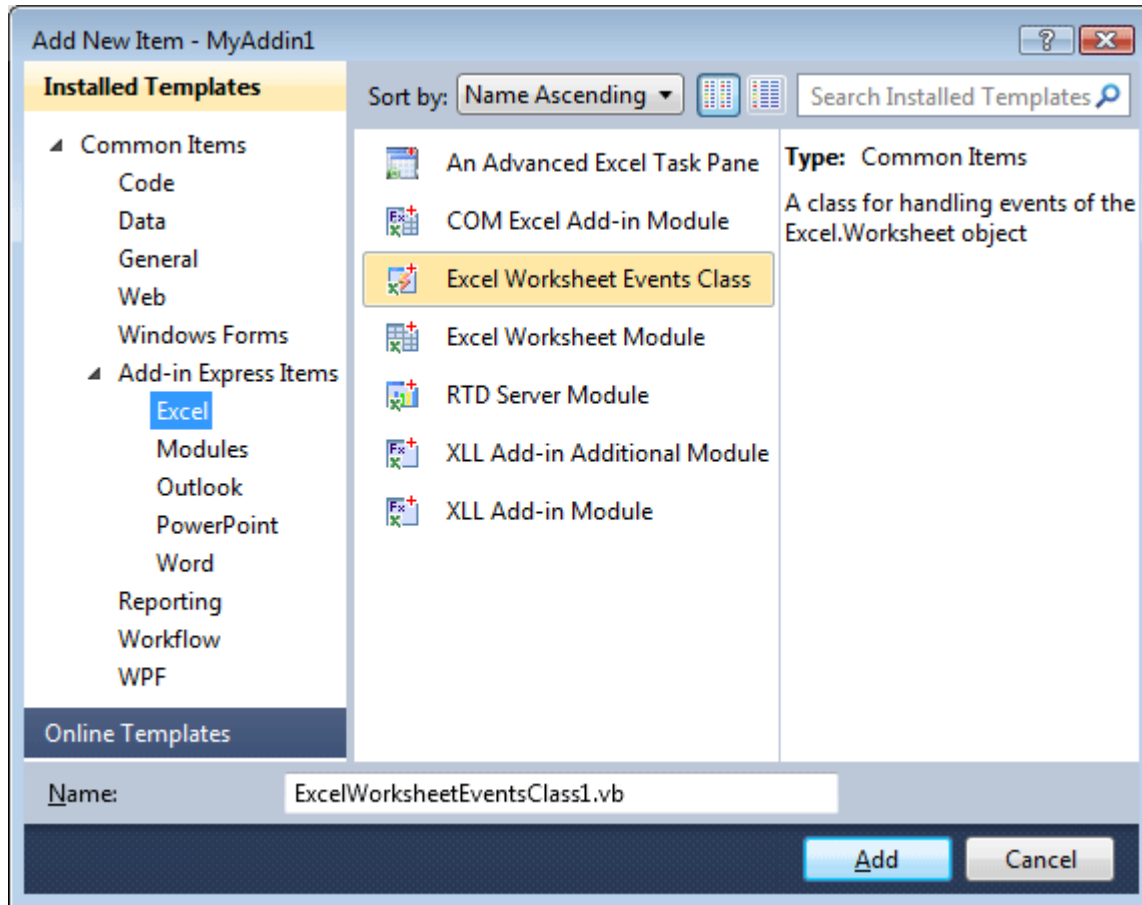 Add New Item - MyAddin1
Installed Templates
Common Items
Code
Data
General
Web
Windows Forms
Add-in Express Items
Excel
Modules
Outlook
PowerPoint
Word
Reporting
Workflow
WPF
Online Templates
Sort by: Name Ascending
Search Installed Templates
An Advanced Excel Task Pane
COM Excel Add-in Module
Excel Worksheet Events Class
Excel Worksheet Module
RTD Server Module
XLL Add-in Additional Module
XLL Add-in Module
Type: Common Items
A class for handling events of the
Excel.Worksheet object
Name: ExcelWorksheetEventsClass1.vb
Add Cancel